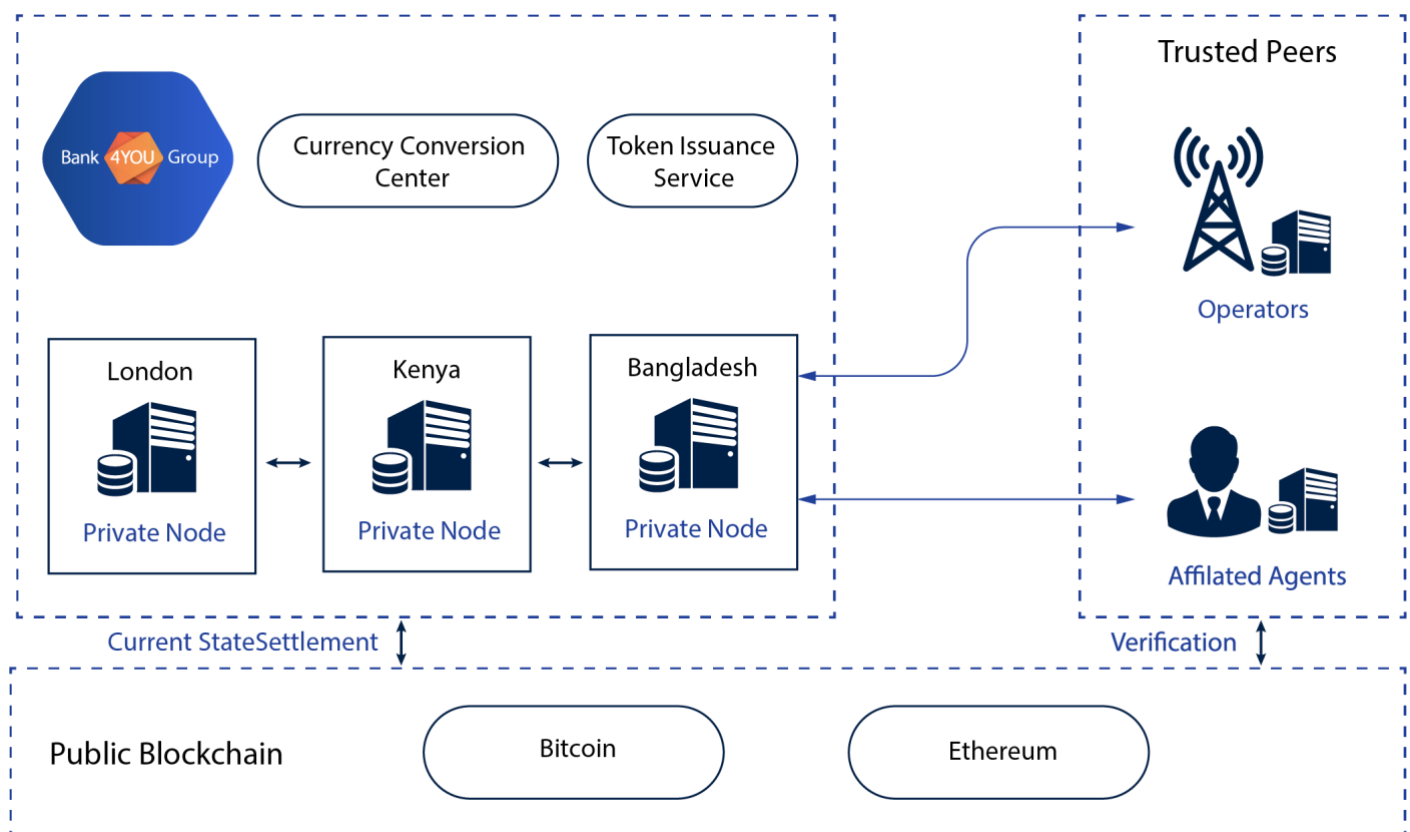 Bank 4YOU Group
Currency Conversion
Center
Token Issuance
Service
London
Private Node
Kenya
Private Node
Bangladesh
Private Node
Trusted Peers
Operators
Affilated Agents
Current StateSettlement
Verification
Public Blockchain
Bitcoin
Ethereum